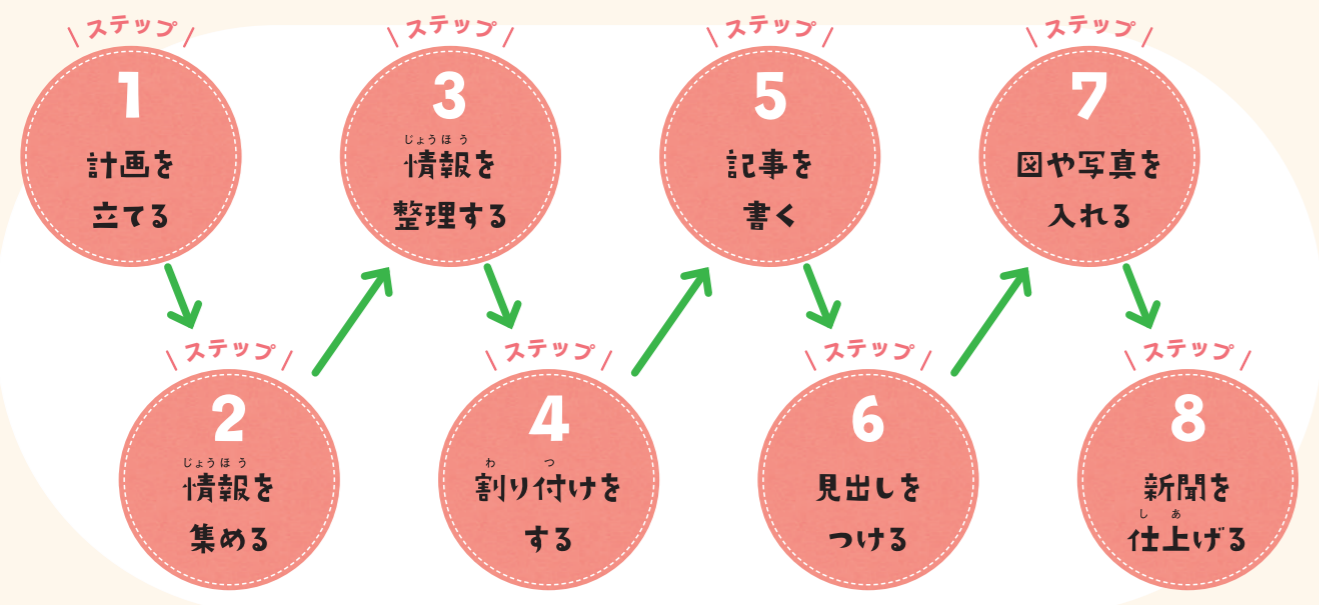 ステップ
1
計画を
立てる
ステップ
2
じょうほう
情報を
集める
ステップ
3
じょうほう
情報を
整理する
ステップ
4
わ つ
割り付けを
する
ステップ
5
記事を
書く
ステップ
6
見出しを
つける
ステップ
7
図や写真を
入れる
ステップ
8
新聞を
し あ
仕上げる